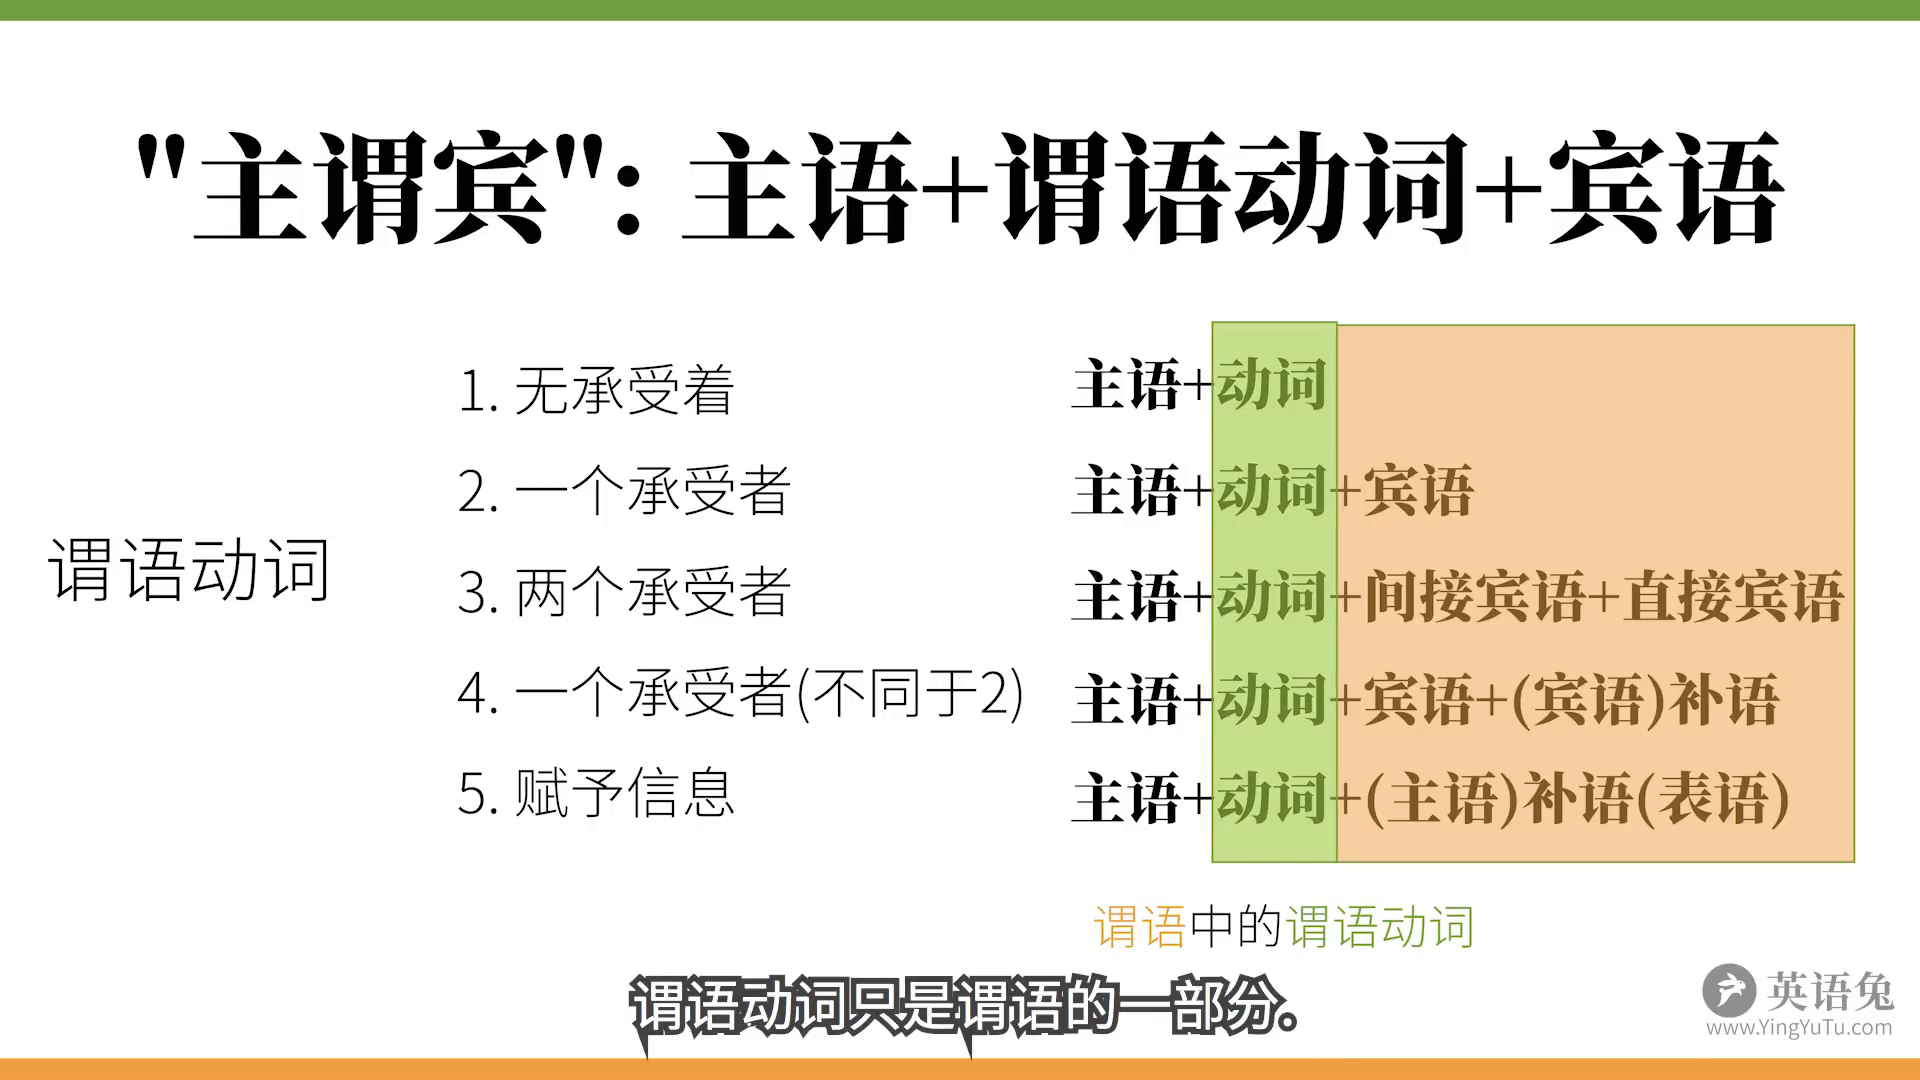 "主谓宾": 主语+谓语动词+宾语
谓语动词
1. 无承受着
2. 一个承受者
3. 两个承受者
4. 一个承受者(不同于2)
5. 赋予信息
主语+动词
主语+动词+宾语
主语+动词+间接宾语+直接宾语
主语+动词+宾语+(宾语)补语
主语+动词+(主语)补语(表语)
谓语中的谓语动词
谓语动词只是谓语的一部分。
英语兔
www.YingYuTu.com